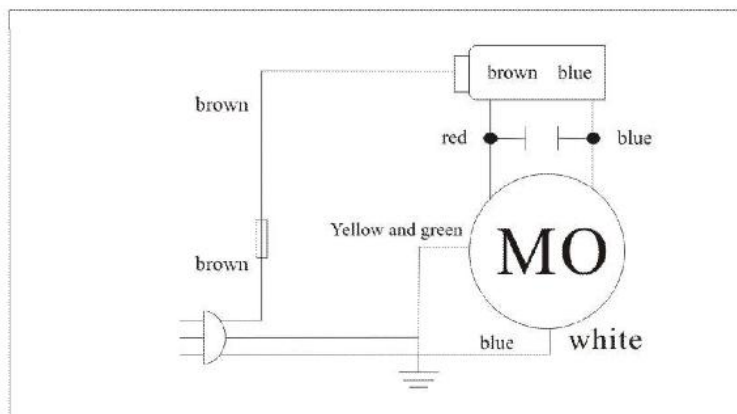 brown blue
brown
red
blue
Yellow and green
MO
brown
blue
white